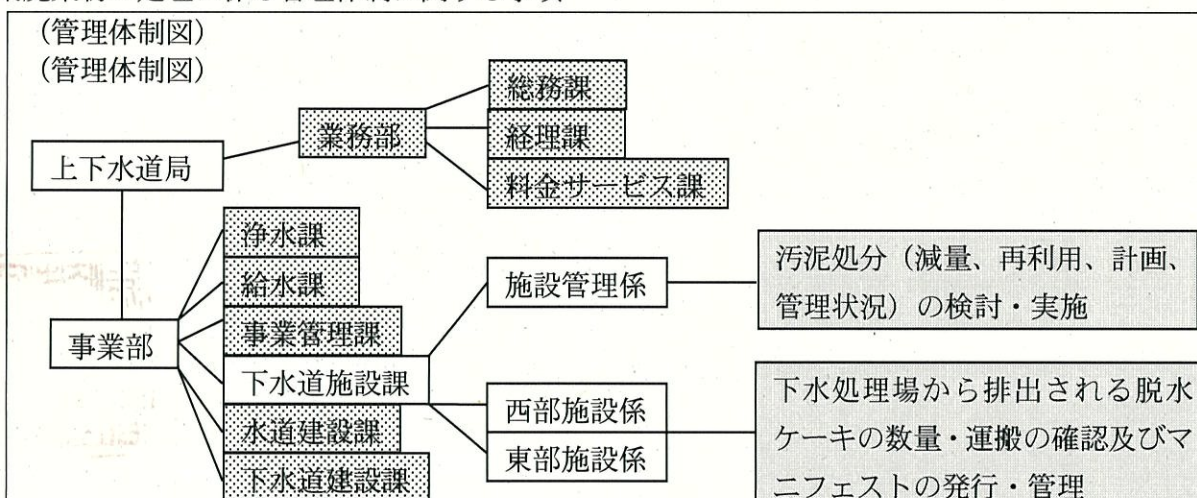 (管理体制図)
(管理体制図)
総務課
業務部
経理課
上下水道局
料金サービス課
浄水課
給水課
事業管理課
事業部
下水道施設課
水道建設課
下水道建設課
施設管理係
西部施設係
東部施設係
汚泥処分（減量、再利用、計画、
管理状況）の検討・実施
下水処理場から排出される脱水
ケーキの数量・運搬の確認及びマ
ニフェストの発行・管理